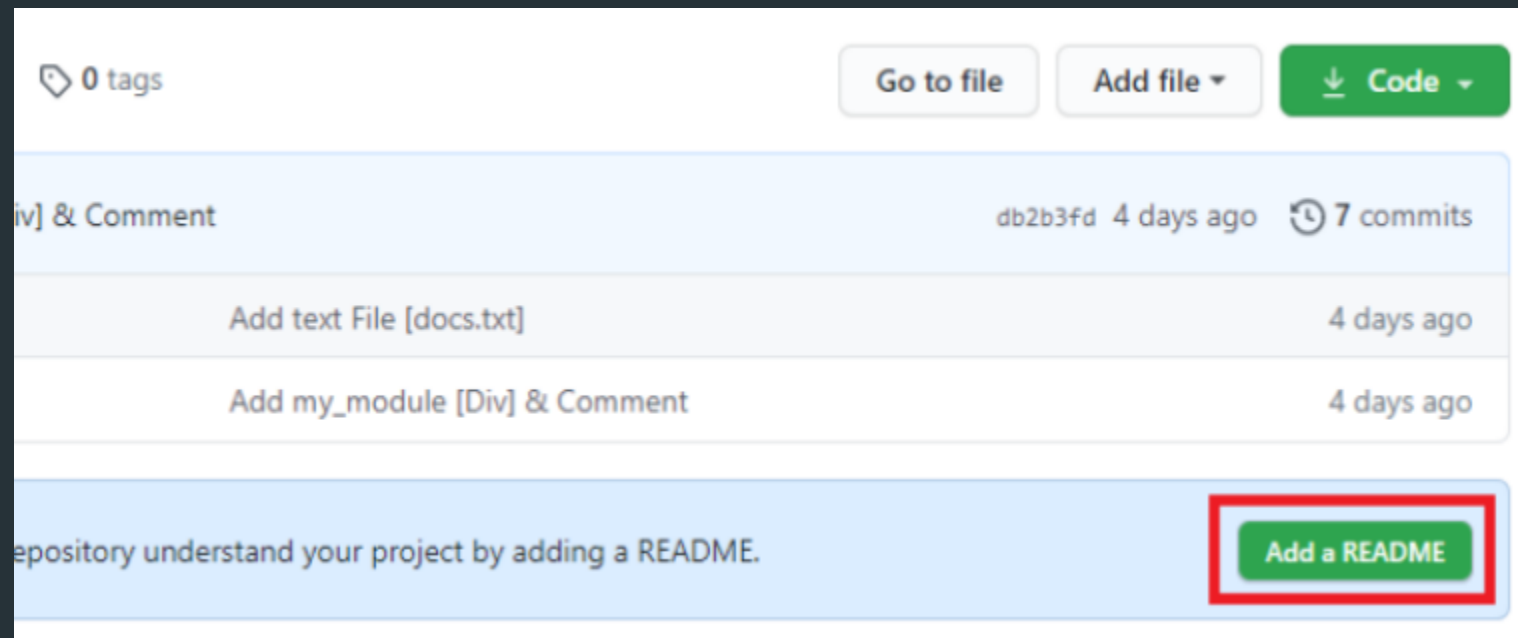 0 tags Go to file Add file Code
iv] & Comment db2b3fd 4 days ago 7 commits
Add text File [docs.txt] 4 days ago
Add my_module [Div] & Comment 4 days ago
epository understand your project by adding a README. Add a README